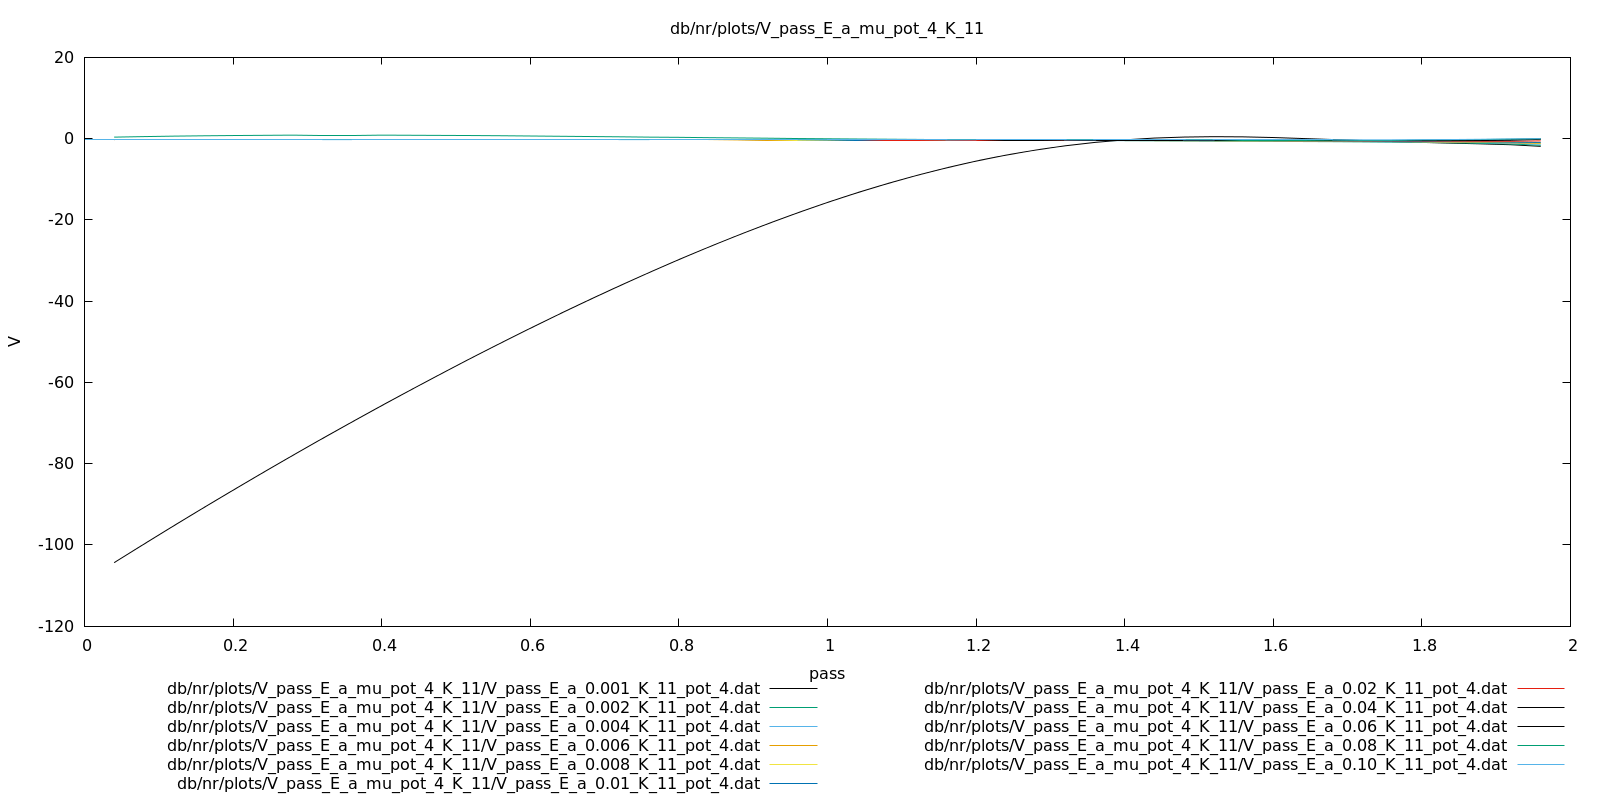 db/nr/plots/V_pass_E_a_mu_pot_4_K_11
20
0
-20
-40
-60
-80
-100
-120
V
0 0.2 0.4 0.6 0.8 1 1.2 1.4 1.6 1.8 2
pass
db/nr/plots/V_pass_E_a_mu_pot_4_K_11/V_pass_E_a_0.001_K_11_pot_4.dat
db/nr/plots/V_pass_E_a_mu_pot_4_K_11/V_pass_E_a_0.002_K_11_pot_4.dat
db/nr/plots/V_pass_E_a_mu_pot_4_K_11/V_pass_E_a_0.004_K_11_pot_4.dat
db/nr/plots/V_pass_E_a_mu_pot_4_K_11/V_pass_E_a_0.006_K_11_pot_4.dat
db/nr/plots/V_pass_E_a_mu_pot_4_K_11/V_pass_E_a_0.008_K_11_pot_4.dat
db/nr/plots/V_pass_E_a_mu_pot_4_K_11/V_pass_E_a_0.01_K_11_pot_4.dat
db/nr/plots/V_pass_E_a_mu_pot_4_K_11/V_pass_E_a_0.02_K_11_pot_4.dat
db/nr/plots/V_pass_E_a_mu_pot_4_K_11/V_pass_E_a_0.04_K_11_pot_4.dat
db/nr/plots/V_pass_E_a_mu_pot_4_K_11/V_pass_E_a_0.06_K_11_pot_4.dat
db/nr/plots/V_pass_E_a_mu_pot_4_K_11/V_pass_E_a_0.08_K_11_pot_4.dat
db/nr/plots/V_pass_E_a_mu_pot_4_K_11/V_pass_E_a_0.10_K_11_pot_4.dat